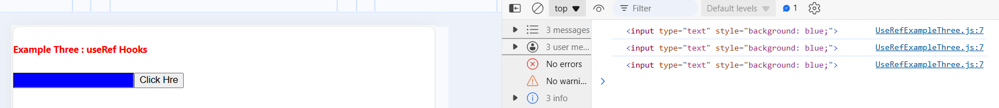 top
Filter
Default levels
1
3 messages
<input type="text" style="background: blue;">
UseRefExampleThree.js:7
Example Three : useRef Hooks
3 user me...
<input type="text" style="background: blue;">
UseRefExampleThree.js:7
No errors
<input type="text" style="background: blue;">
UseRefExampleThree.js:7
Click Hre
No warni...
3 info